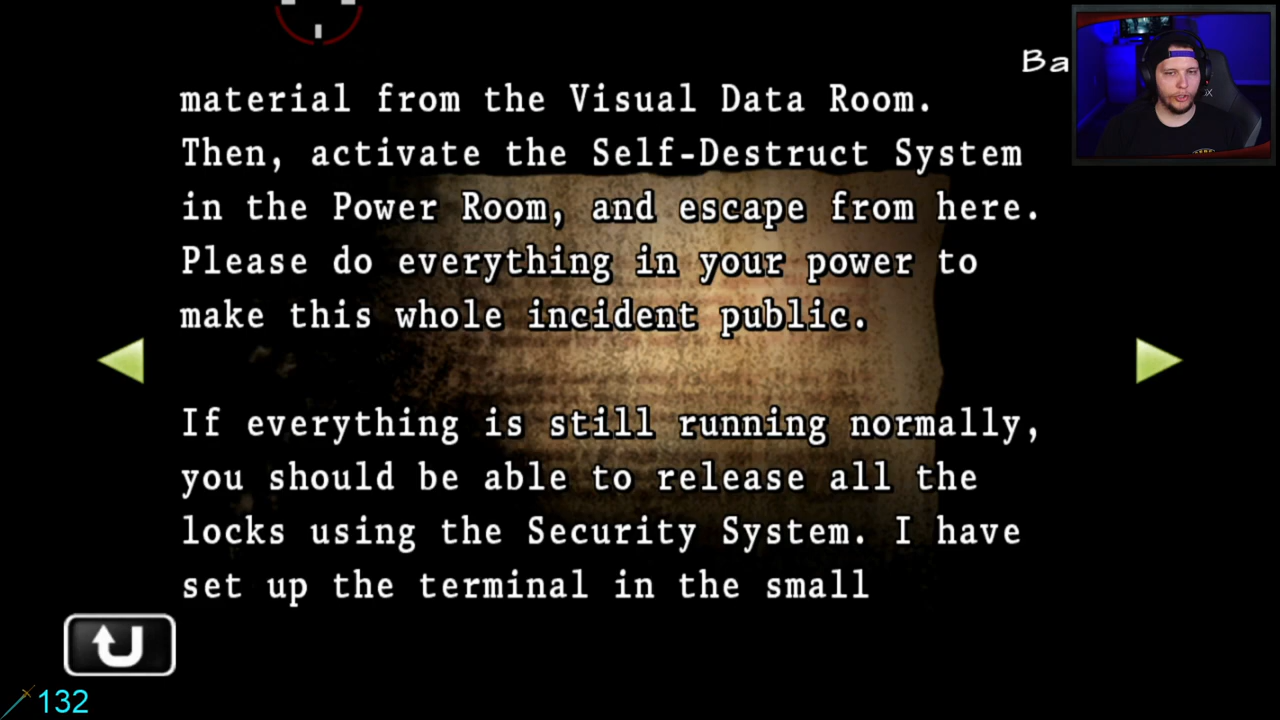 Ba
material from the Visual Data Room.
Then, activate the Self-Destruct System
in the Power Room, and escape from here.
Please do everything in your power to
make this whole incident public.
If everything is still running normally,
you should be able to release all the
locks using the Security System. I have
set up the terminal in the small
132